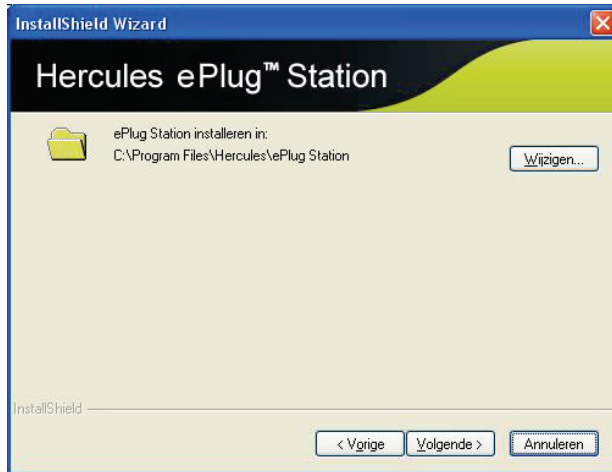 InstallShield Wizard
Hercules ePlug™ Station
ePlug Station installeren in:
C:\Program Files\Hercules\ePlug Station
Wijzigen...
InstallShield
< Vorige
Volgende >
Annuleren